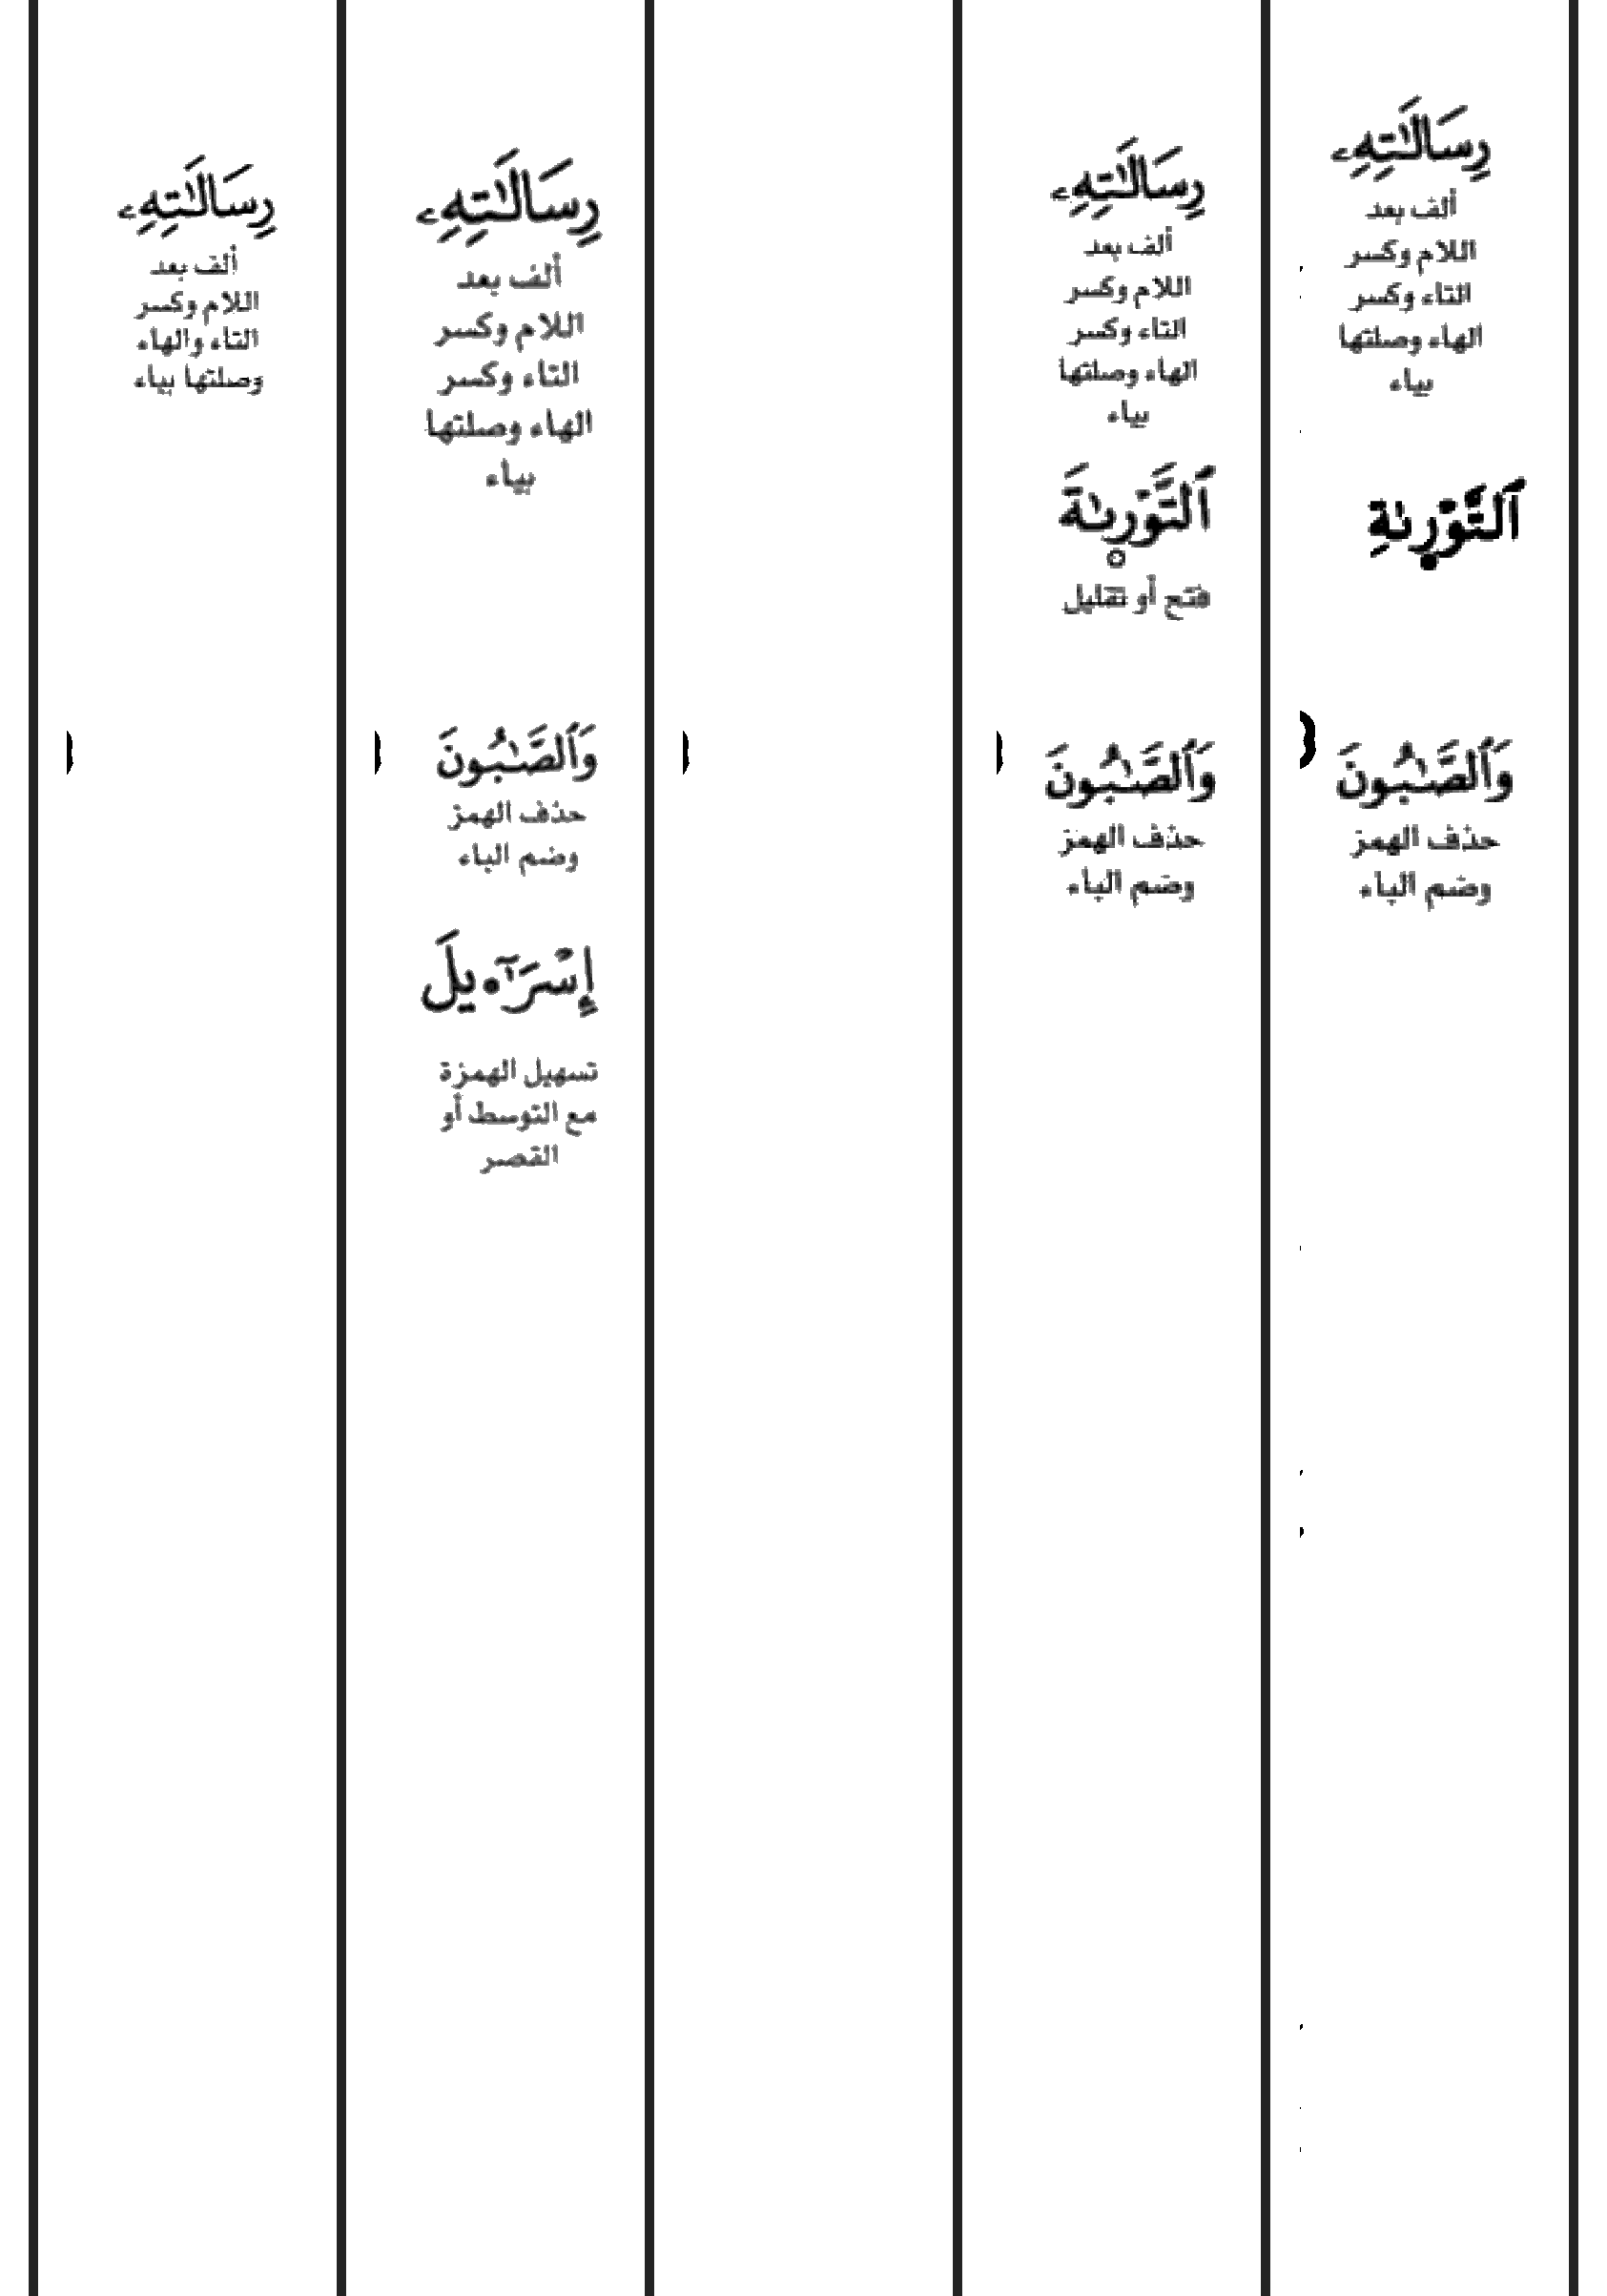 رِسَالَٰتِهِۦ
ألف بعد
اللام وكسر
التاء وكسر
الهاء وصلتها
بياء
ٱلتَّوۡرٜىٰةِ
وَٱلصَّٰبُونَ
حذف الهمز
وضم الباء
رِسَالَٰتِهِۦ
ألف بعد
اللام وكسر
التاء وكسر
الهاء وصلتها
بياء
ٱلتَّوۡرٜىٰةَ
فتح أو تقليل
وَٱلصَّٰبُونَ
حذف الهمز
وضم الباء
رِسَالَٰتِهِۦ
ألف بعد
اللام وكسر
التاء وكسر
الهاء وصلتها
بياء
وَٱلصَّٰبُونَ
حذف الهمز
وضم الباء
إِسۡرَآ•يلَ
تسهيل الهمزة
مع التوسط أو
القصر
رِسَالَٰتِهِۦ
ألف بعد
اللام وكسر
التاء والهاء
وصلتها بياء